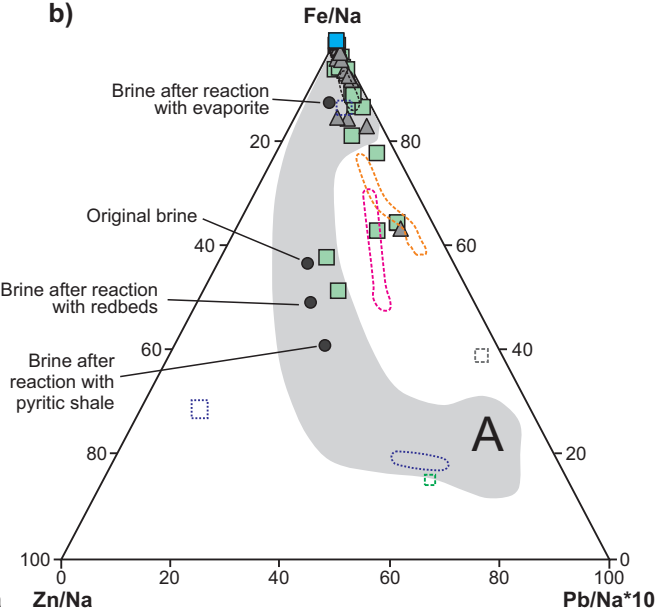 b)
Fe/Na
Brine after reaction
with evaporite
20
80
Original brine
40
60
Brine after reaction
with redbeds
Brine after
reaction with
pyritic shale
60
40
A
80
20
100
0
0
20
40
60
80
100
a
Zn/Na
Pb/Na*10